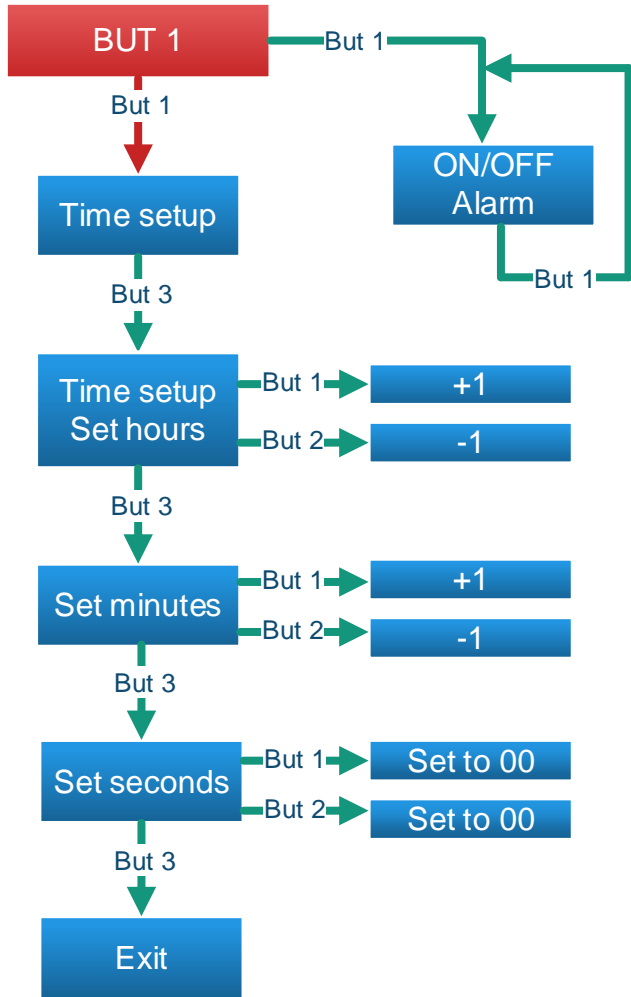 BUT 1
But 1
But 1
ON/OFF
Alarm
But 1
Time setup
But 3
Time setup
Set hours
But 1
+1
But 2
-1
But 3
Set minutes
But 1
+1
But 2
-1
But 3
Set seconds
But 1
Set to 00
But 2
Set to 00
But 3
Exit